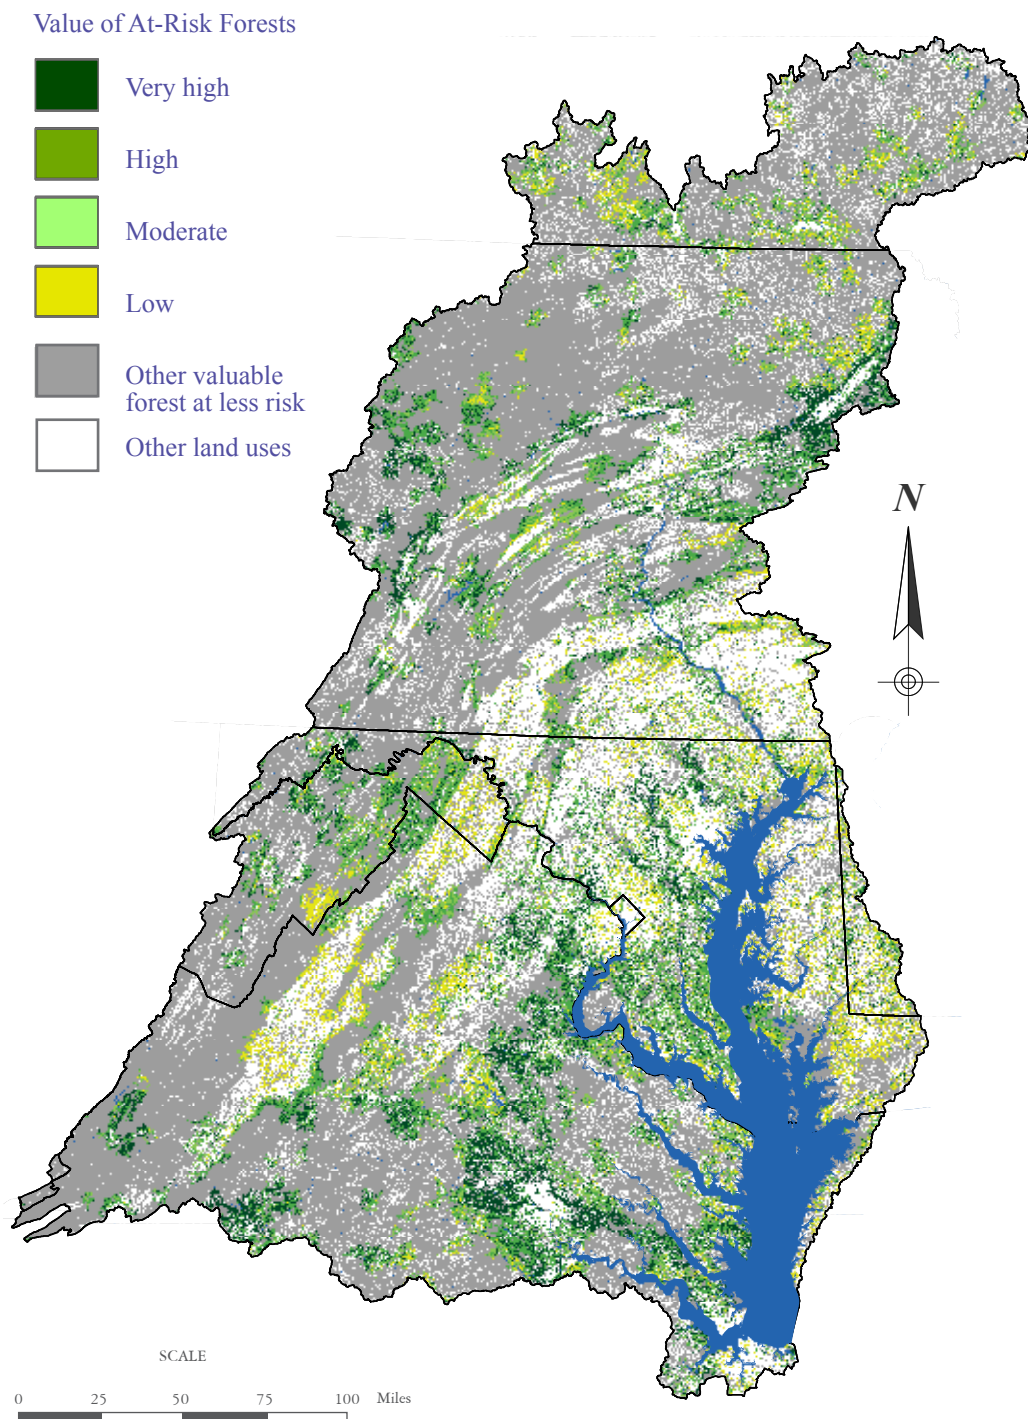 Value of At-Risk Forests
Very high
High
Moderate
Low
Other valuable
forest at less risk
Other land uses
N
SCALE
0 25 50 75 100 Miles